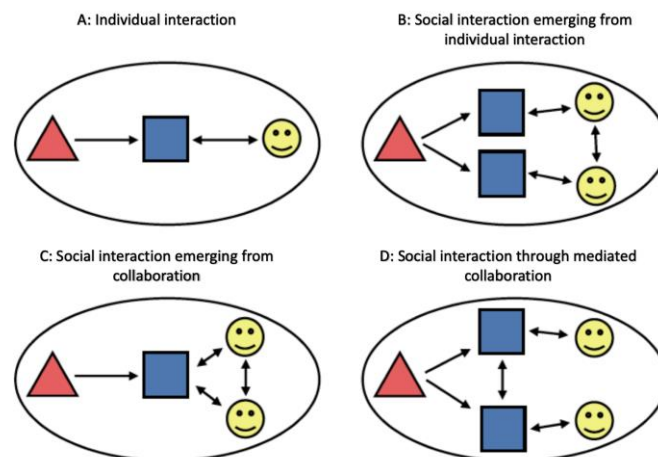 A: Individual interaction
B: Social interaction emerging from
individual interaction
C: Social interaction emerging from
collaboration
D: Social interaction through mediated
collaboration